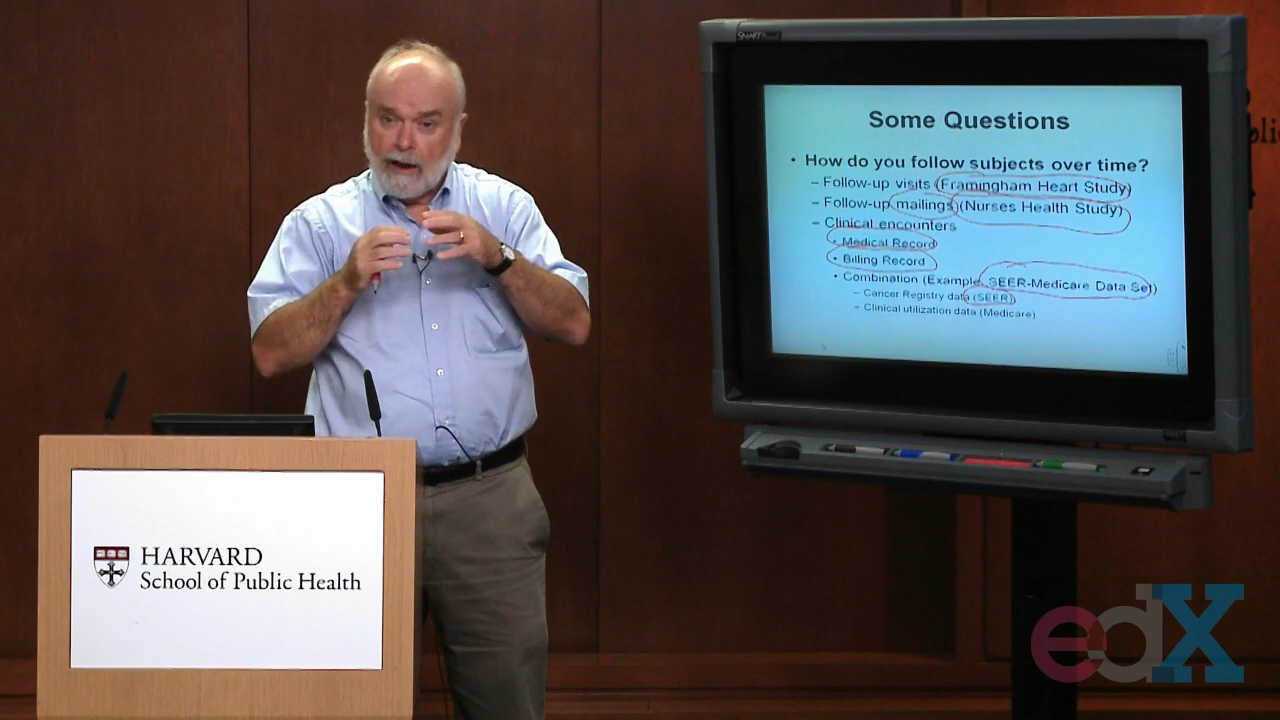 SMART
Some Questions
• How do you follow subjects over time?
– Follow-up visits (Framingham Heart Study)
– Follow-up mailings (Nurses Health Study)
– Clinical encounters
• Medical Record
• Billing Record
• Combination (Example, SEER-Medicare Data Set)
– Cancer Registry data (SEER)
– Clinical utilization data (Medicare)
HARVARD
School of Public Health
edX